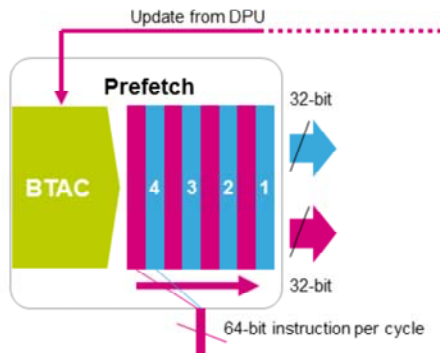 Update from DPU
Prefetch
32-bit
BTAC
4 3 2 1
32-bit
64-bit instruction per cycle